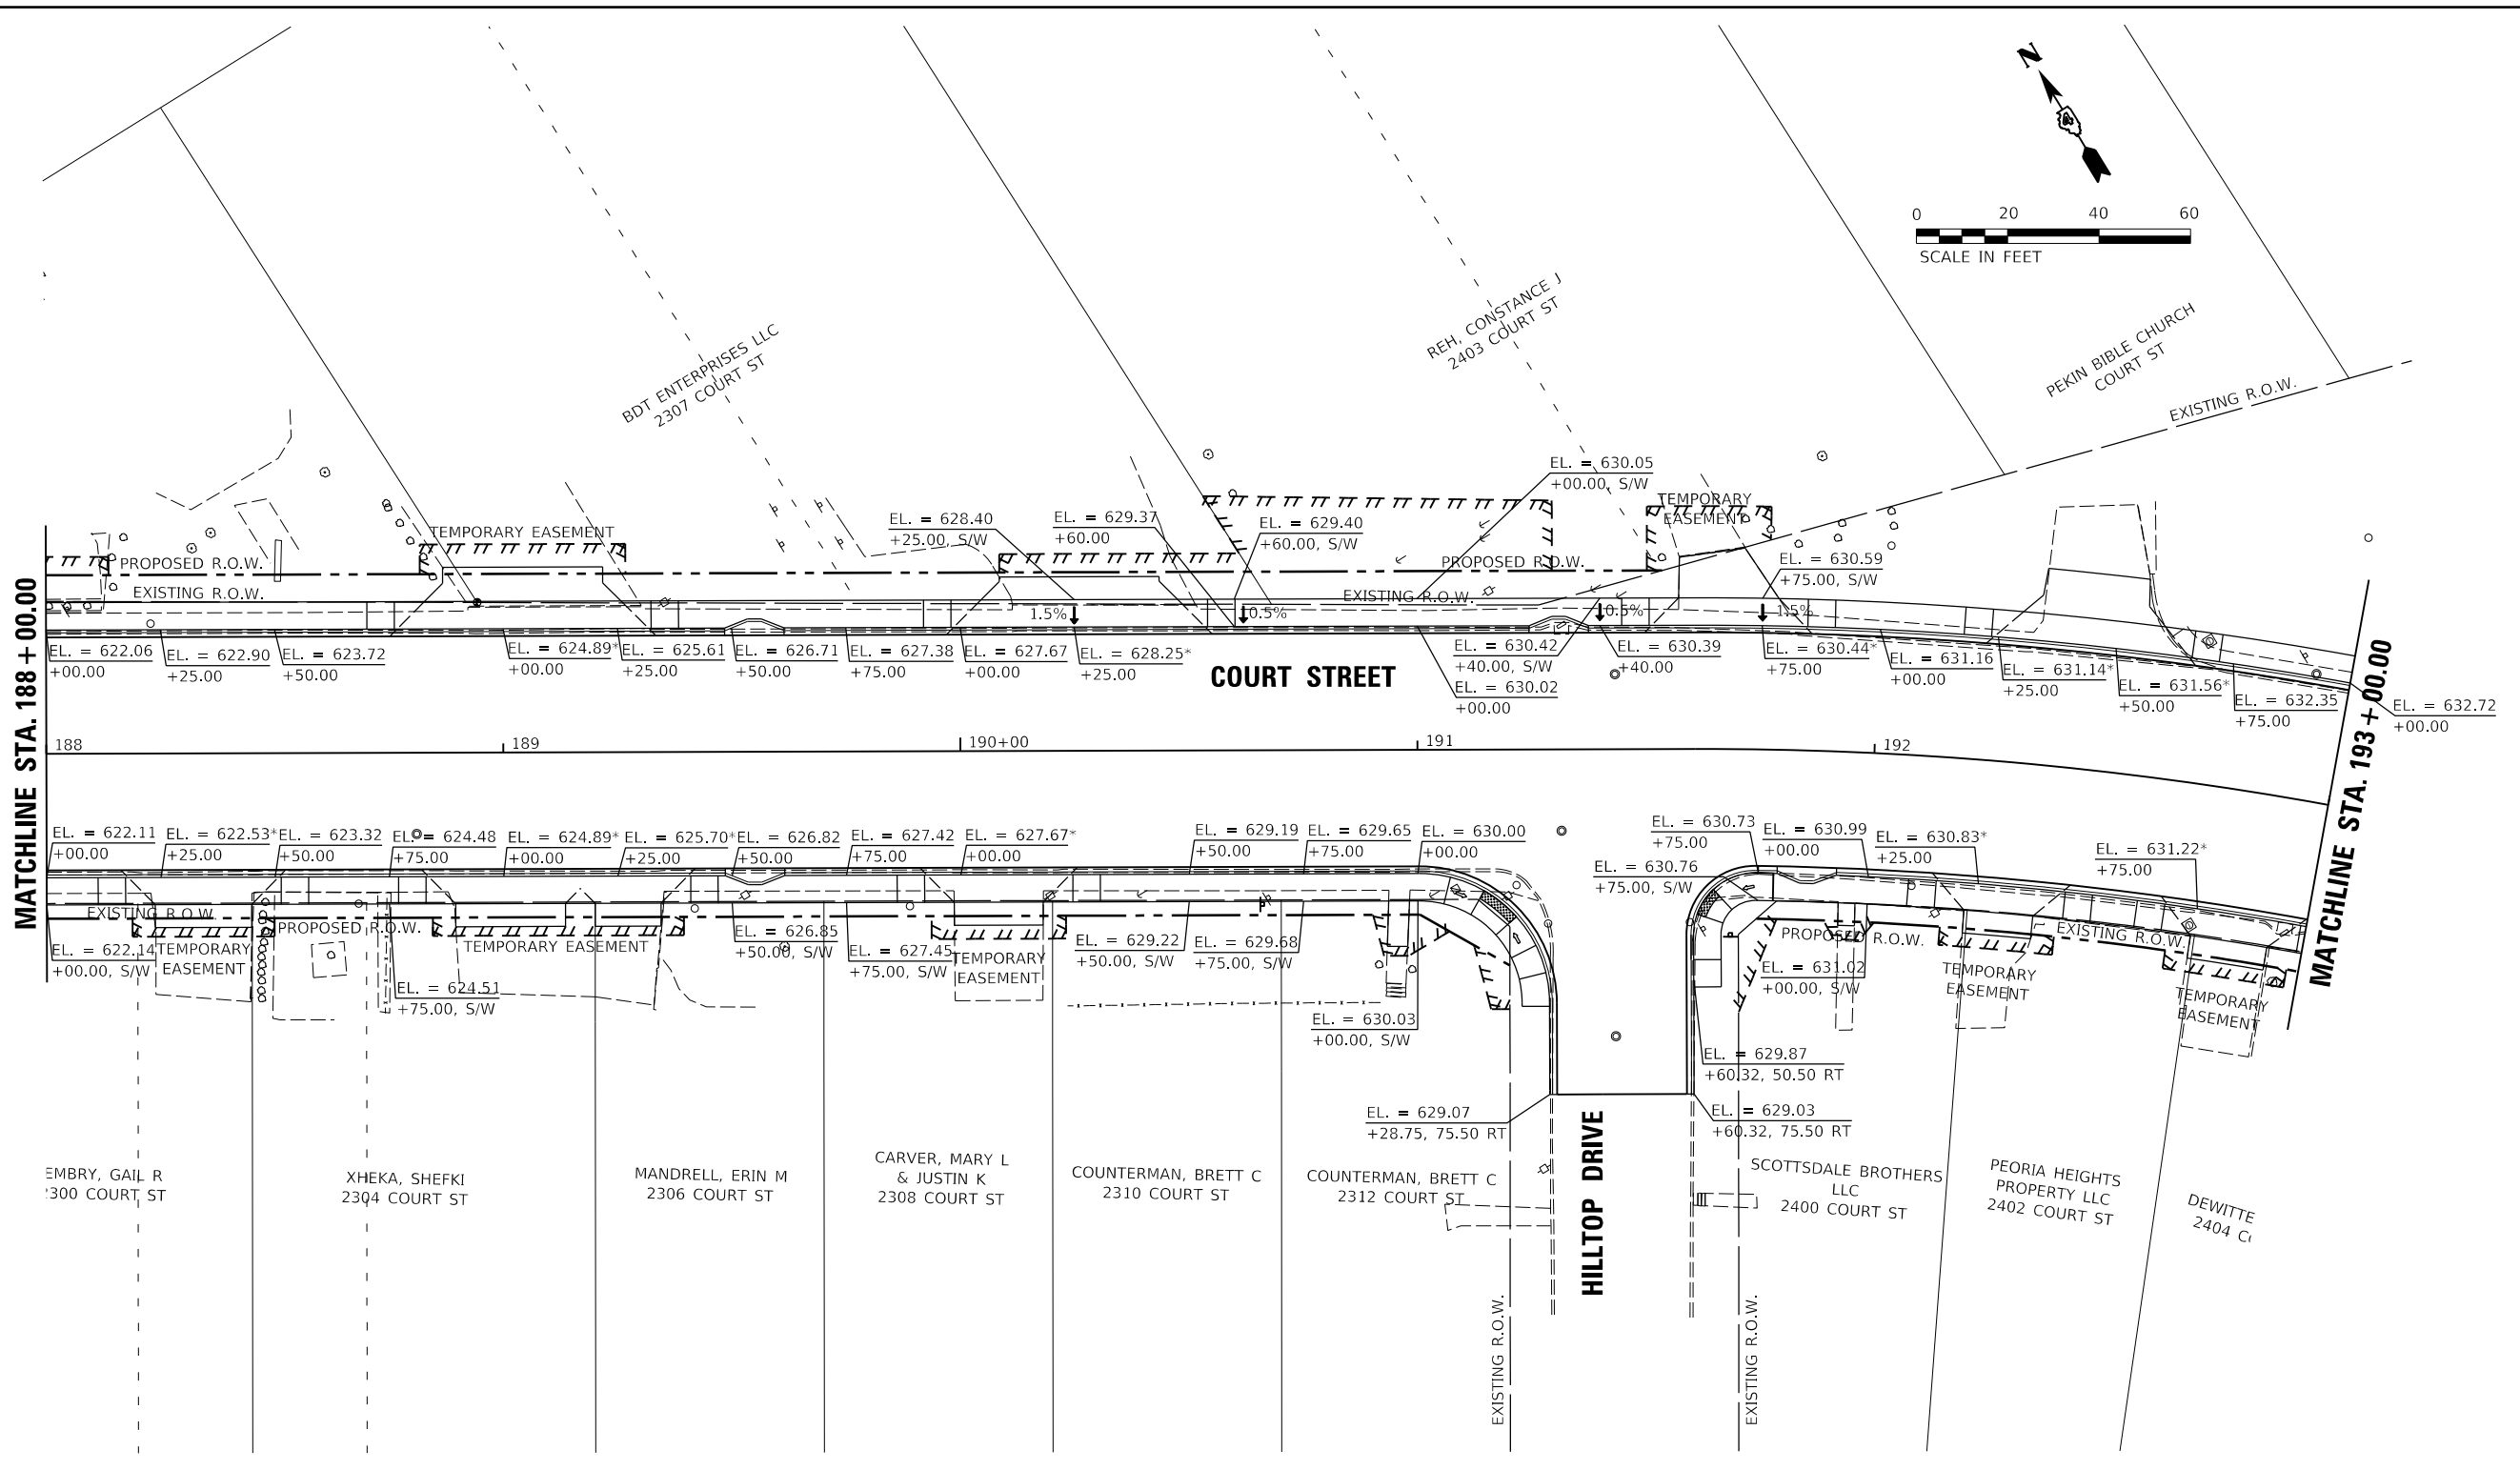 N
0 20 40 60
SCALE IN FEET
BDT ENTERPRISES LLC
2307 COURT ST
REH, CONSTANCE J
2403 COURT ST
PEKIN BIBLE CHURCH
COURT ST
EXISTING R.O.W.
MATCHLINE STA. 188+00.00
PROPOSED R.O.W.
EXISTING R.O.W.
TEMPORARY EASEMENT
EL. = 628.40
+25.00, S/W
EL. = 629.37
+60.00
EL. = 629.40
+60.00, S/W
EL. = 630.05
+00.00, S/W
PROPOSED R.O.W.
EXISTING R.O.W.
TEMPORARY
EASEMENT
EL. = 630.59
+75.00, S/W
1.5%
0.5%
0.5%
1.5%
EL. = 622.06
+00.00
EL. = 622.90
+25.00
EL. = 623.72
+50.00
EL. = 624.89*
+00.00
EL. = 625.61
+25.00
EL. = 626.71
+50.00
EL. = 627.38
+75.00
EL. = 627.67
+00.00
EL. = 628.25*
+25.00
COURT STREET
EL. = 630.42
+40.00, S/W
EL. = 630.02
+00.00
EL. = 630.39
+40.00
EL. = 630.44*
+75.00
EL. = 631.16
+00.00
EL. = 631.14*
+25.00
EL. = 631.56*
+50.00
EL. = 632.35
+75.00
EL. = 632.72
+00.00
MATCHLINE STA. 193+00.00
188
189
190+00
191
192
EL. = 622.11
+00.00
EL. = 622.53*
+25.00
EL. = 623.32
+50.00
EL. = 624.48
+75.00
EL. = 624.89*
+00.00
EL. = 625.70*
+25.00
EL. = 626.82
+50.00
EL. = 627.42
+75.00
EL. = 627.67*
+00.00
EL. = 629.19
+50.00
EL. = 629.65
+75.00
EL. = 630.00
+00.00
EL. = 630.73
+75.00
EL. = 630.76
+75.00, S/W
EL. = 630.99
+00.00
EL. = 630.83*
+25.00
EL. = 631.22*
+75.00
EXISTING R.O.W.
EL. = 622.14
+00.00, S/W
TEMPORARY
EASEMENT
PROPOSED R.O.W.
EL. = 624.51
+75.00, S/W
TEMPORARY EASEMENT
EL. = 626.85
+50.00, S/W
EL. = 627.45
+75.00, S/W
TEMPORARY
EASEMENT
EL. = 629.22
+50.00, S/W
EL. = 629.68
+75.00, S/W
EL. = 630.03
+00.00, S/W
PROPOSED R.O.W.
EL. = 631.02
+00.00, S/W
TEMPORARY
EASEMENT
EXISTING R.O.W.
TEMPORARY
EASEMENT
EL. = 629.87
+60.32, 50.50 RT
EL. = 629.07
+28.75, 75.50 RT
EL. = 629.03
+60.32, 75.50 RT
HILLTOP DRIVE
EXISTING R.O.W.
EXISTING R.O.W.
EMBRY, GAIL R
2300 COURT ST
XHEKA, SHEFKI
2304 COURT ST
MANDRELL, ERIN M
2306 COURT ST
CARVER, MARY L
& JUSTIN K
2308 COURT ST
COUNTERMAN, BRETT C
2310 COURT ST
COUNTERMAN, BRETT C
2312 COURT ST
SCOTTSDALE BROTHERS
LLC
2400 COURT ST
PEORIA HEIGHTS
PROPERTY LLC
2402 COURT ST
DEWITTE
2404 C